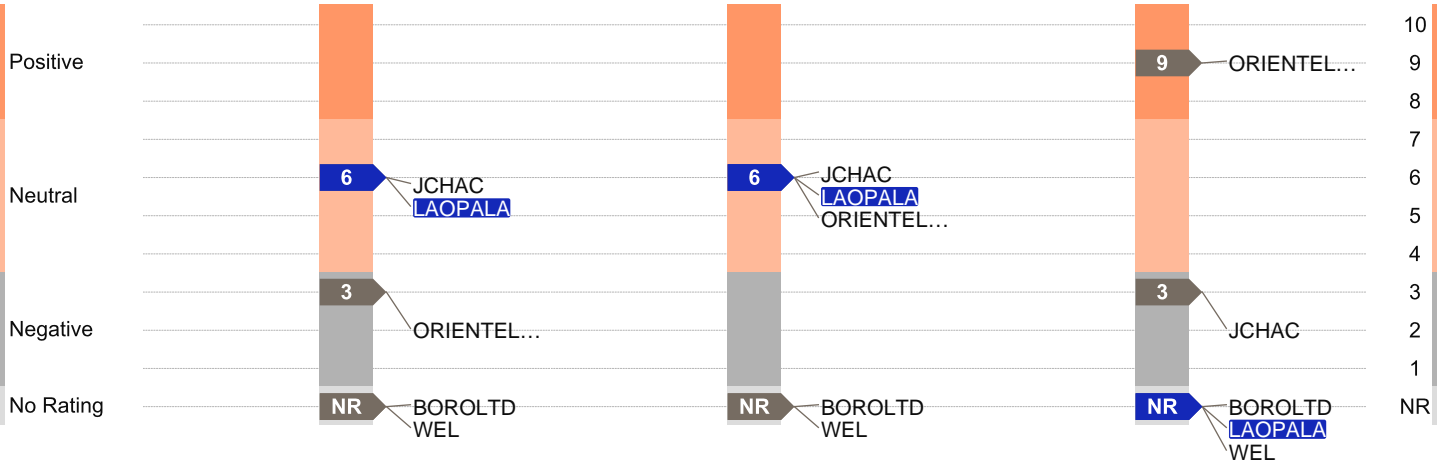 10
Positive
9
ORIENTEL…
9
8
7
Neutral
6
JCHAC
LAOPALA
6
JCHAC
LAOPALA
ORIENTEL…
6
5
4
3
ORIENTEL…
3
JCHAC
3
Negative
2
1
No Rating
NR
BOROLTD
WEL
NR
BOROLTD
WEL
NR
BOROLTD
LAOPALA
WEL
NR